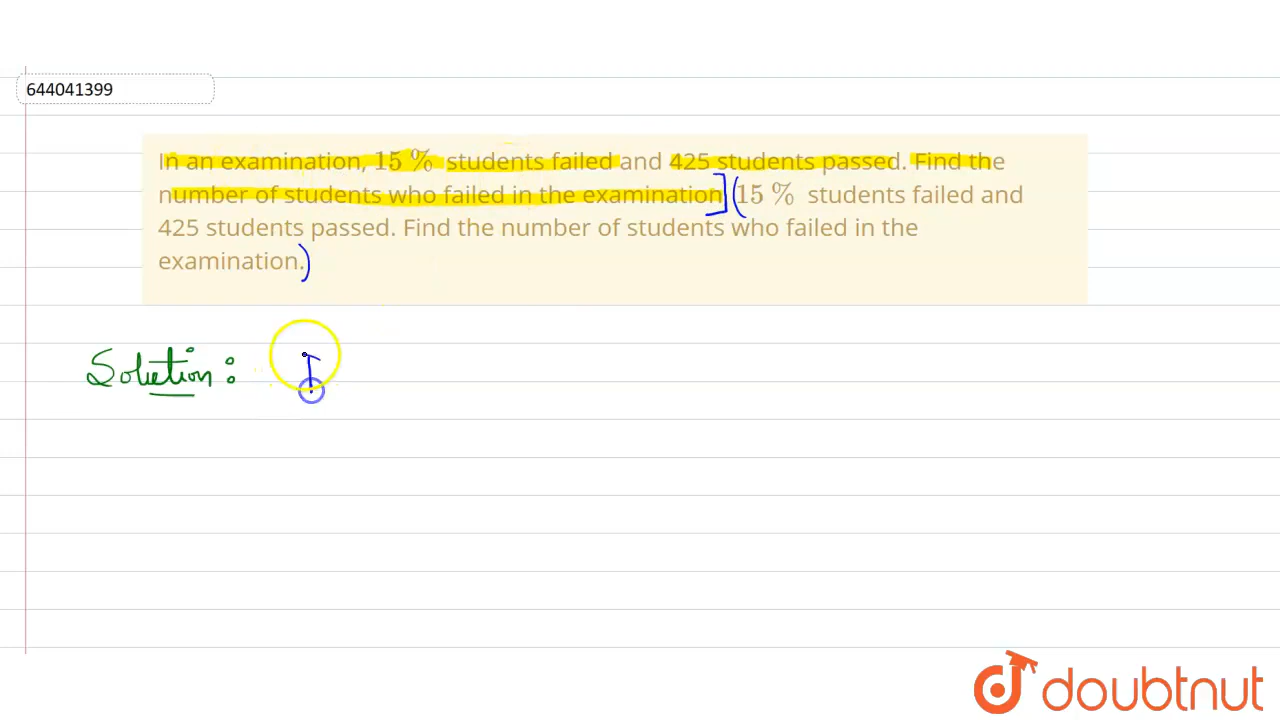 644041399
In an examination, 15 % students failed and 425 students passed. Find the
number of students who failed in the examination](15 % students failed and
425 students passed. Find the number of students who failed in the
examination.)
Solution: I
doubtnut